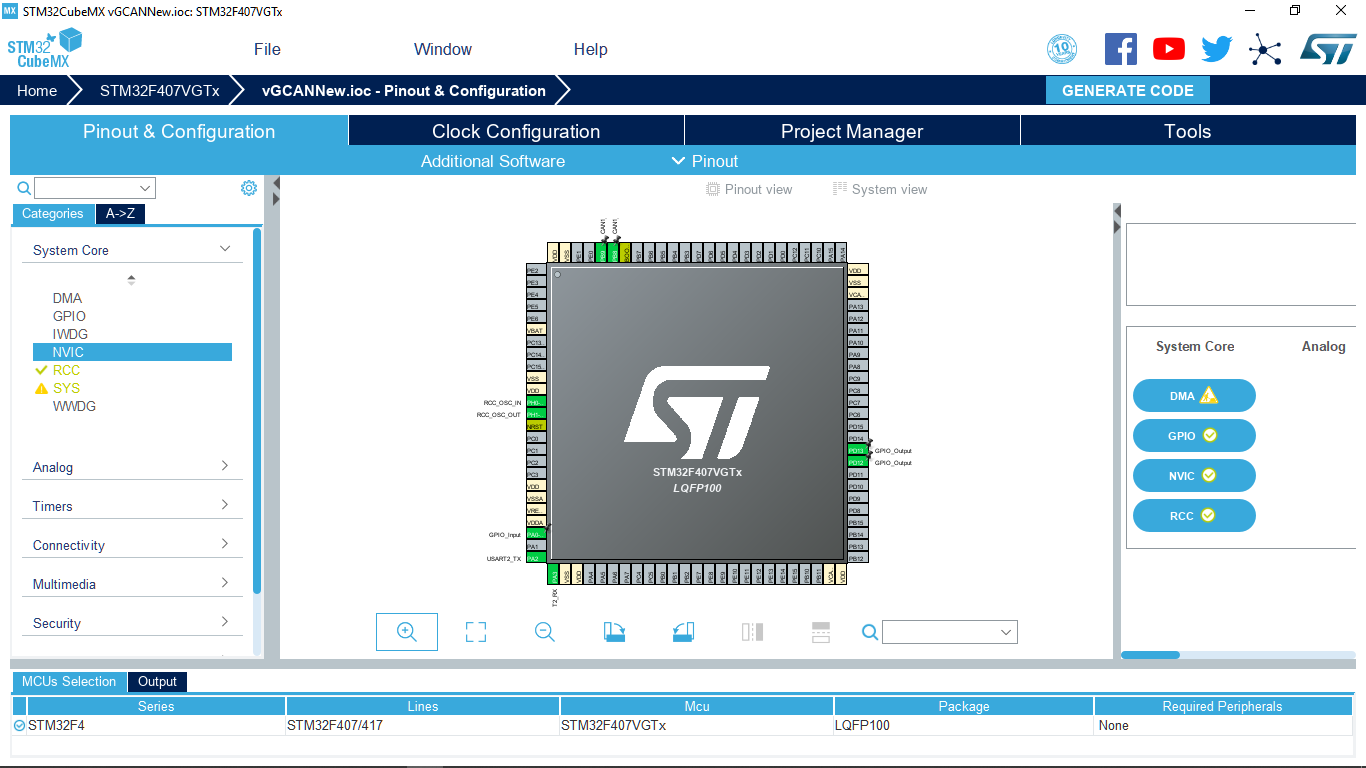 MX STM32CubeMX vGCANNew.ioc: STM32F407VGTx
STM32 CubeMX
File Window Help
10
Home STM32F407VGTx vGCANNew.ioc - Pinout & Configuration GENERATE CODE
Pinout & Configuration Clock Configuration Project Manager Tools
Additional Software Pinout
Pinout view System view
Categories A->Z
System Core
DMA
GPIO
IWDG
NVIC
RCC
SYS
WWDG
Analog
Timers
Connectivity
Multimedia
Security
CAN1_ CAN1_
VDD VSS PE1 PE0 PB9 PB8 BOO.. PB7 PB6 PB5 PB4 PB3 PD7 PD6 PD5 PD4 PD3 PD2 PD1 PD0 PC12 PC11 PC10 PA15 PA14
PE2
PE3
PE4
PE5
PE6
VBAT
PC13..
PC14..
PC15..
VSS
VDD
RCC_OSC_IN PH0-..
RCC_OSC_OUT PH1-..
NRST
PC0
PC1
PC2
PC3
VDD
VSSA
VRE..
VDDA
GPIO_Input PA0-..
PA1
USART2_TX PA2
STM32F407VGTx
LQFP100
VDD
VSS
VCA..
PA13
PA12
PA11
PA10
PA9
PA8
PC9
PC8
PC7
PC6
PD15
PD14
PD13 GPIO_Output
PD12 GPIO_Output
PD11
PD10
PD9
PD8
PB15
PB14
PB13
PB12
PA3 VSS VDD PA4 PA5 PA6 PA7 PC4 PC5 PB0 PB1 PB2 PE7 PE8 PE9 PE10 PE11 PE12 PE13 PE14 PE15 PB10 PB11 VCA.. VDD
T2_RX
System Core Analog
DMA
GPIO
NVIC
RCC
MCUs Selection Output
Series Lines Mcu Package Required Peripherals
STM32F4 STM32F407/417 STM32F407VGTx LQFP100 None